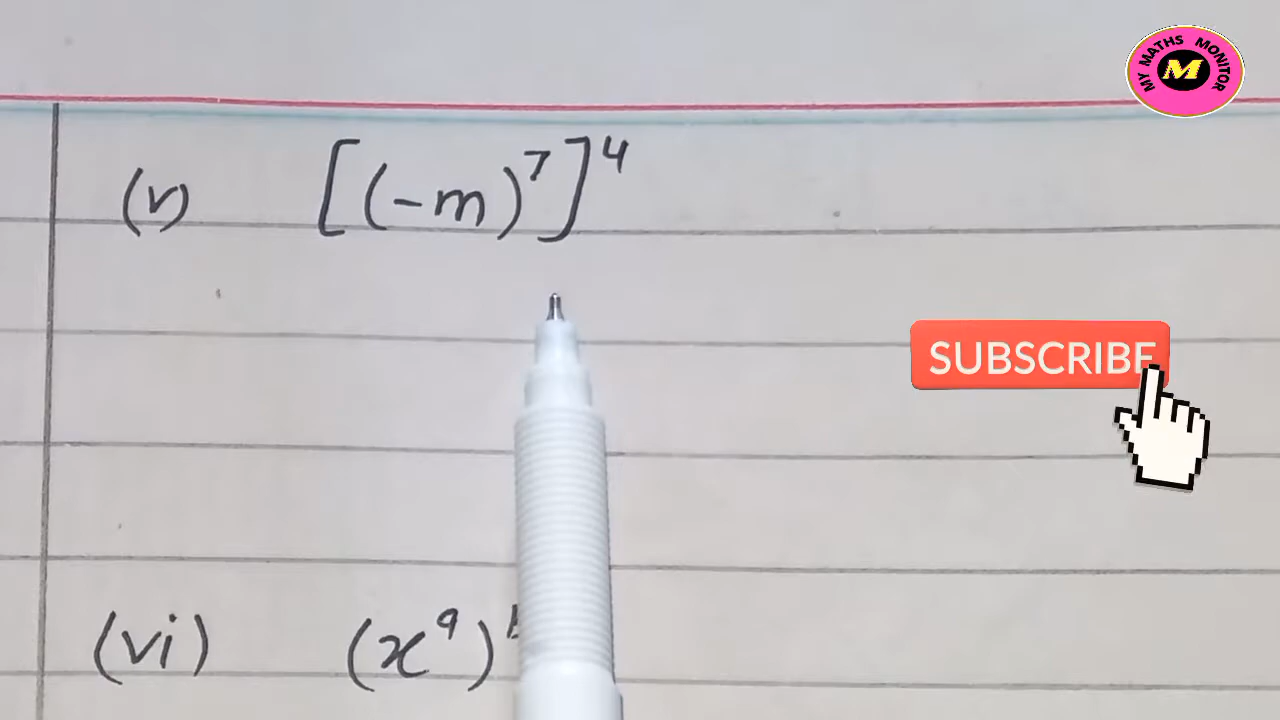 MY MATHS MONITOR
M
(v) [(-m)⁷]⁴
SUBSCRIBE
(vi) (x⁹)